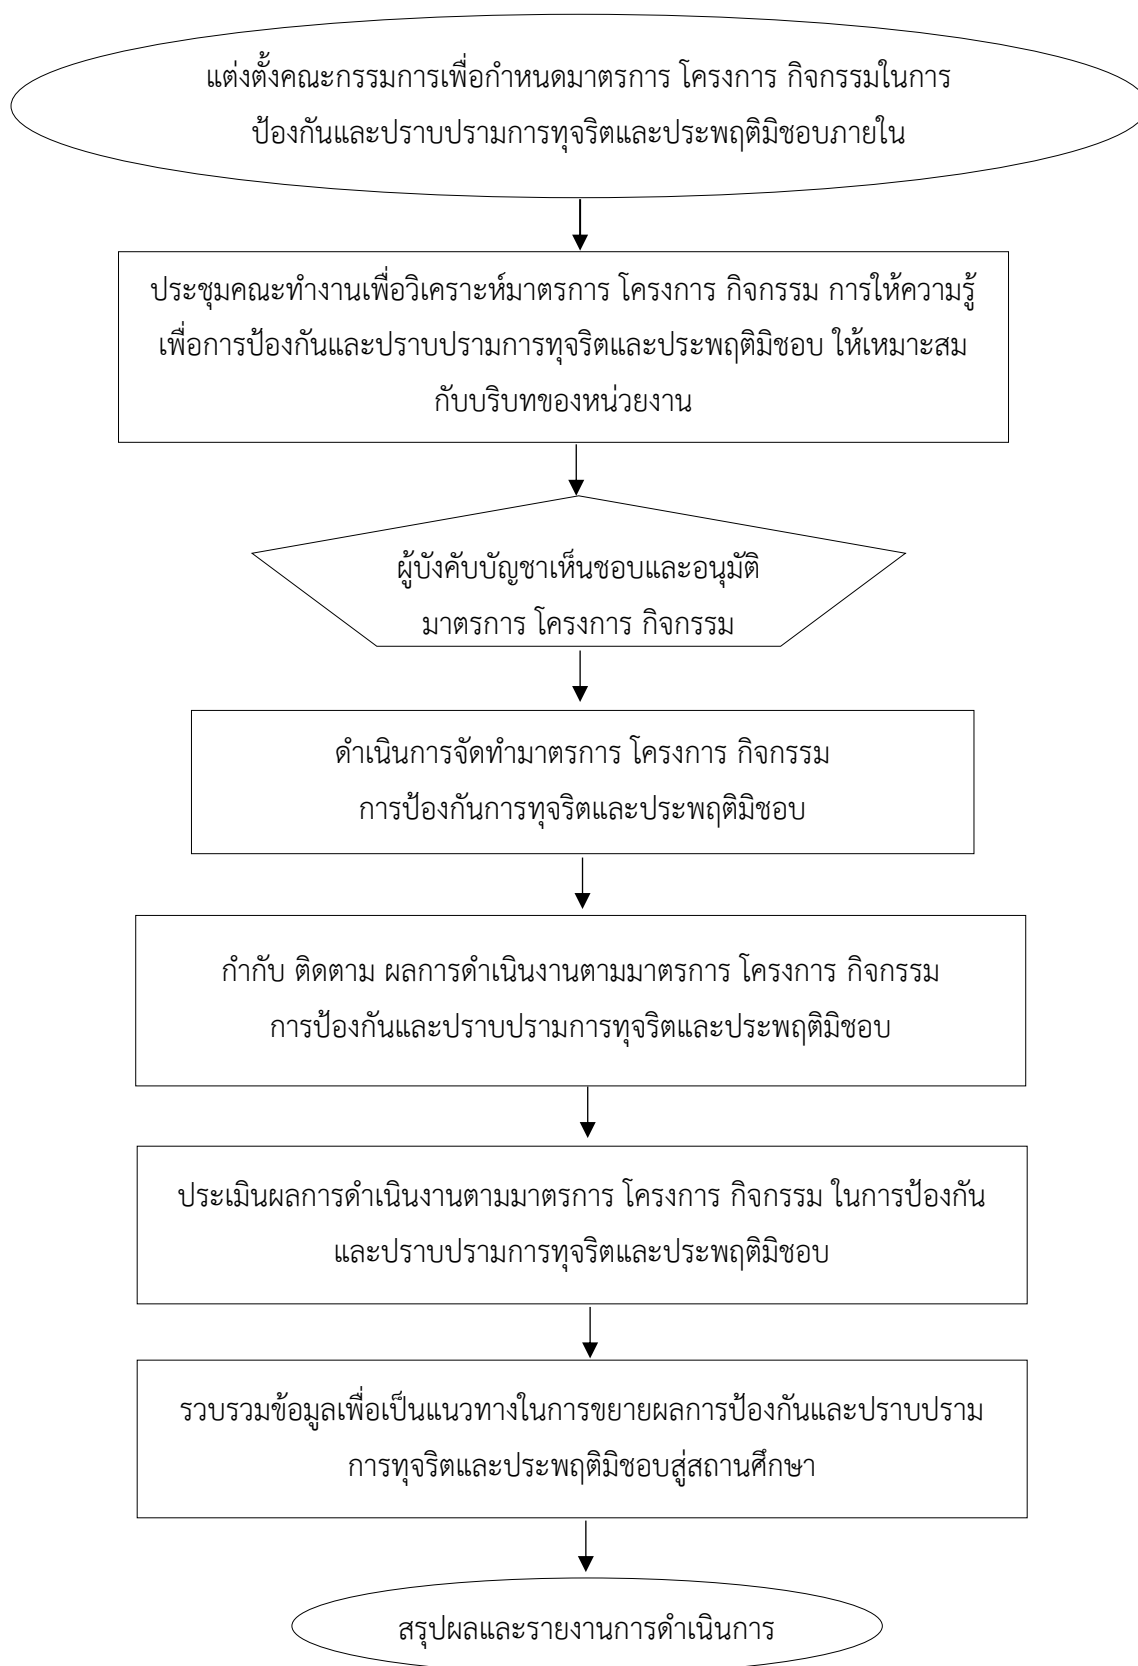 แต่งตั้งคณะกรรมการเพื่อกำหนดมาตรการ โครงการ กิจกรรมในการ
ป้องกันและปราบปรามการทุจริตและประพฤติมิชอบภายใน
ประชุมคณะทำงานเพื่อวิเคราะห์มาตรการ โครงการ กิจกรรม การให้ความรู้
เพื่อการป้องกันและปราบปรามการทุจริตและประพฤติมิชอบ ให้เหมาะสม
กับบริบทของหน่วยงาน
ผู้บังคับบัญชาเห็นชอบและอนุมัติ
มาตรการ โครงการ กิจกรรม
ดำเนินการจัดทำมาตรการ โครงการ กิจกรรม
การป้องกันการทุจริตและประพฤติมิชอบ
กำกับ ติดตาม ผลการดำเนินงานตามมาตรการ โครงการ กิจกรรม
การป้องกันและปราบปรามการทุจริตและประพฤติมิชอบ
ประเมินผลการดำเนินงานตามมาตรการ โครงการ กิจกรรม ในการป้องกัน
และปราบปรามการทุจริตและประพฤติมิชอบ
รวบรวมข้อมูลเพื่อเป็นแนวทางในการขยายผลการป้องกันและปราบปราม
การทุจริตและประพฤติมิชอบสู่สถานศึกษา
สรุปผลและรายงานการดำเนินการ